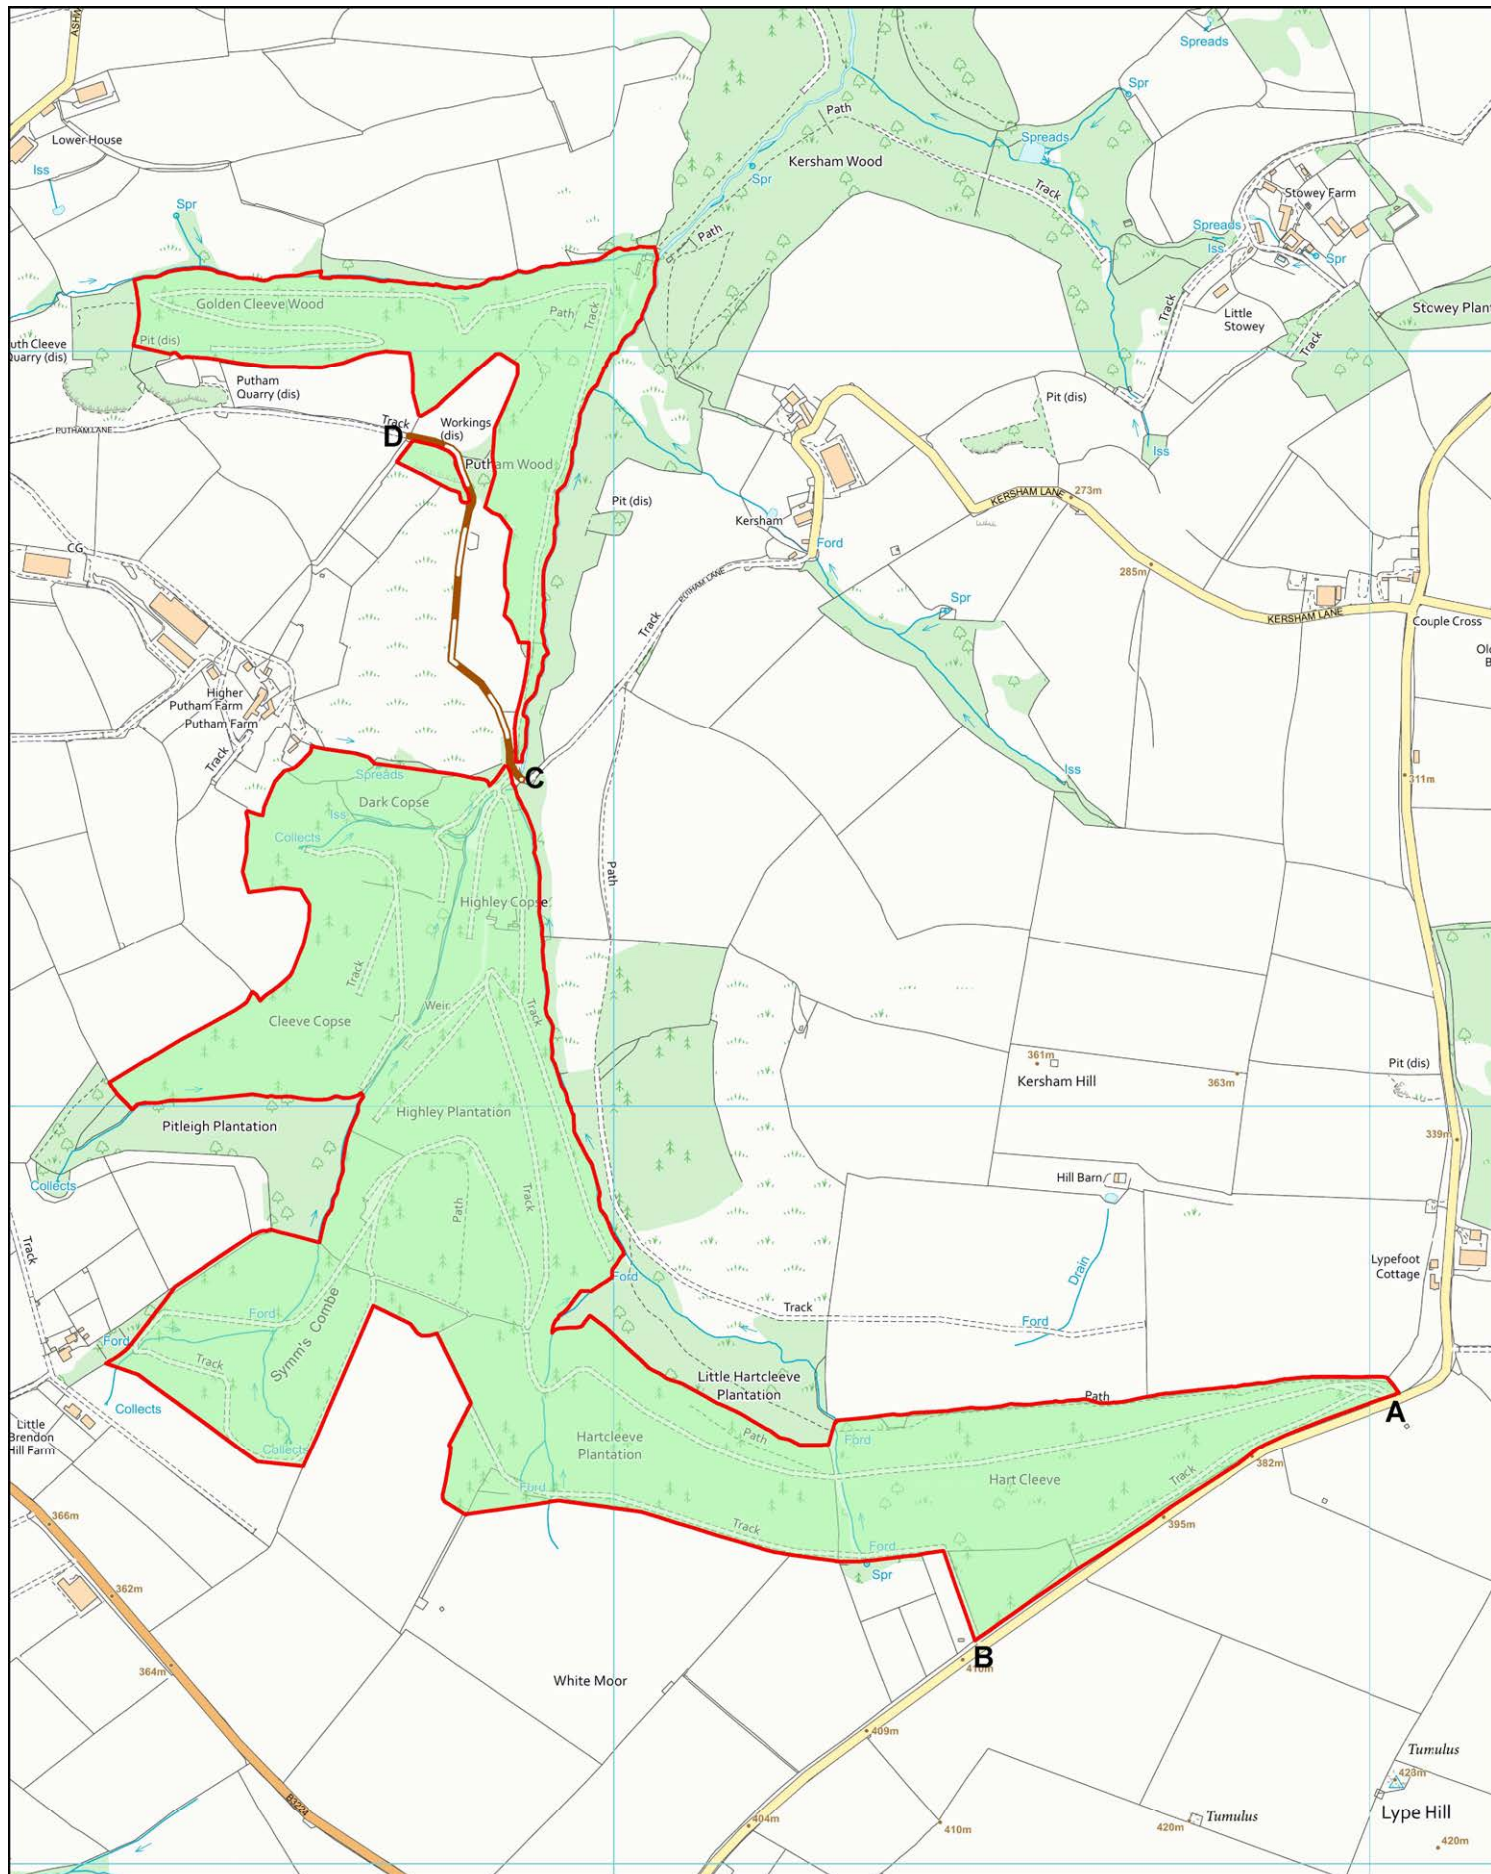 ASHW
Spreads
Spr
Path
Lower House
Spreads
Kersham Wood
Iss
Spr
Track
Stowey Farm
Spr
Path
Spreads
Iss
Spr
Golden Cleeve Wood
Path
Track
Track
Little
Stowey
Stowey Plan
uth Cleeve
Quarry (dis)
Pit (dis)
Track
Putham
Quarry (dis)
Pit (dis)
PUTHAM LANE
Track
D
Workings
(dis)
Iss
Putham Wood
Pit (dis)
KERSHAM LANE
273m
Kersham
Ford
CG
285m
PUTHAM LANE
Spr
KERSHAM LANE
Couple Cross
Track
Old
B
Higher
Putham Farm
Putham Farm
Track
Spreads
C
Iss
311m
Dark Copse
Iss
Collects
Path
Highley Copse
Track
Weir
Track
Cleeve Copse
361m
Kersham Hill
363m
Pit (dis)
Highley Plantation
Pitleigh Plantation
339m
Collects
Hill Barn
Path
Track
Track
Lypefoot
Cottage
Ford
Drain
Track
Ford
Ford
Symm's Combe
Ford
Track
Little Hartcleeve
Plantation
Path
A
Collects
Little
Brendon
Hill Farm
Hartcleeve
Plantation
Path
Ford
Collects
382m
Hart Cleeve
Track
Ford
366m
395m
Track
Ford
Spr
362m
B
410m
364m
White Moor
409m
Tumulus
428m
B3224
404m
410m
420m
Tumulus
Lype Hill
420m